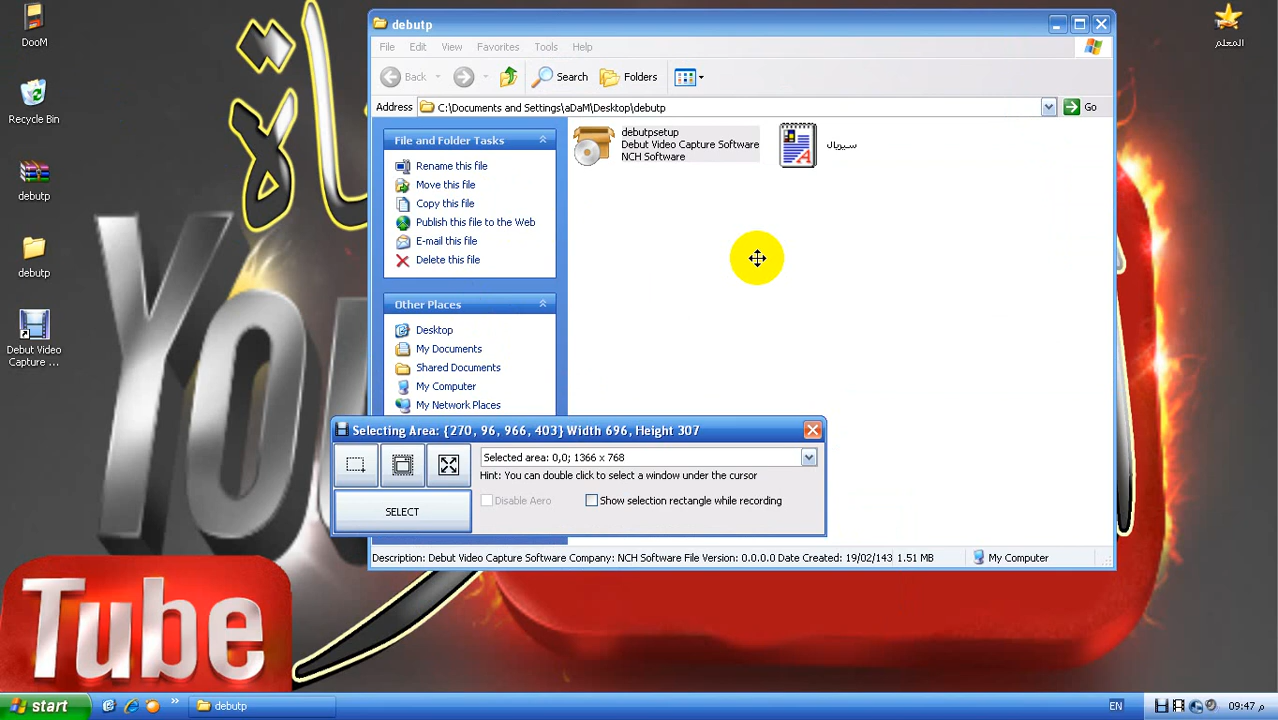 DooM
Recycle Bin
debutp
debutp
Debut Video
Capture ...
المعلم
debutp
File Edit View Favorites Tools Help
Back Search Folders
Address C:\Documents and Settings\aDaM\Desktop\debutp Go
File and Folder Tasks
Rename this file
Move this file
Copy this file
Publish this file to the Web
E-mail this file
Delete this file
Other Places
Desktop
My Documents
Shared Documents
My Computer
My Network Places
debutpsetup
Debut Video Capture Software
NCH Software
سيريال
Selecting Area: {270, 96, 966, 403} Width 696, Height 307
Selected area: 0,0; 1366 x 768
Hint: You can double click to select a window under the cursor
SELECT
Disable Aero Show selection rectangle while recording
Description: Debut Video Capture Software Company: NCH Software File Version: 0.0.0.0 Date Created: 19/02/143 1.51 MB My Computer
You
Tube
start debutp EN 09:47 م